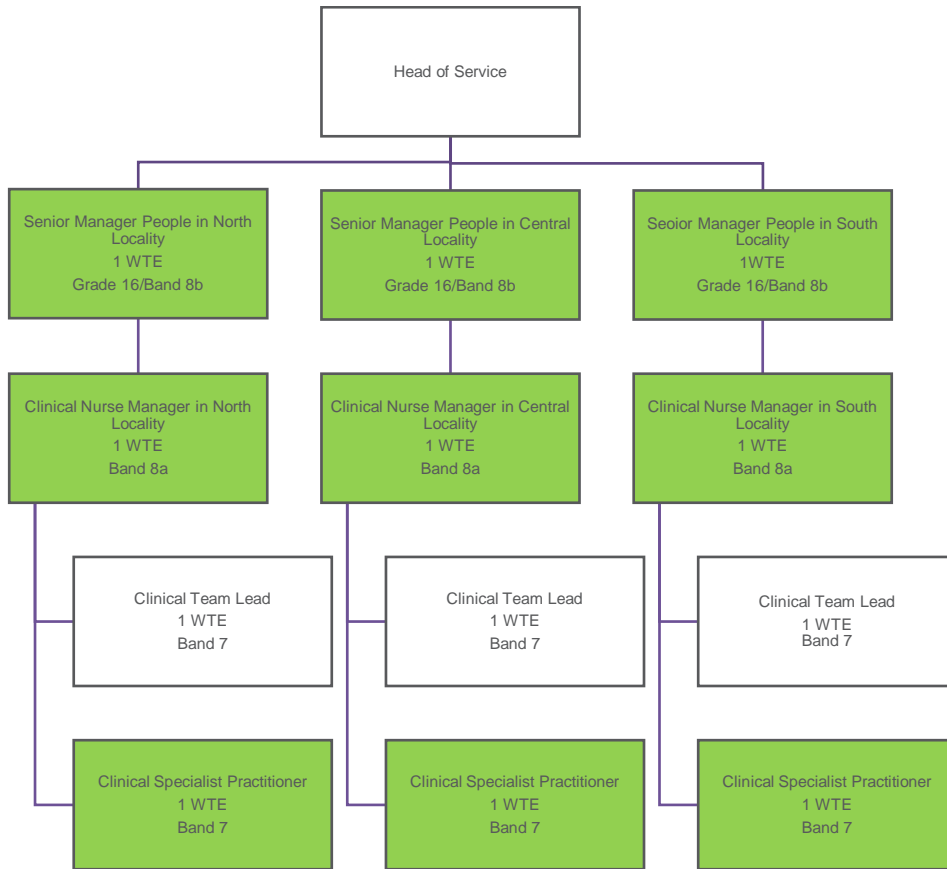 Head of Service
Senior Manager People in North
Locality
1 WTE
Grade 16/Band 8b
Senior Manager People in Central
Locality
1 WTE
Grade 16/Band 8b
Seoior Manager People in South
Locality
1WTE
Grade 16/Band 8b
Clinical Nurse Manager in North
Locality
1 WTE
Band 8a
Clinical Nurse Manager in Central
Locality
1 WTE
Band 8a
Clinical Nurse Manager in South
Locality
1 WTE
Band 8a
Clinical Team Lead
1 WTE
Band 7
Clinical Team Lead
1 WTE
Band 7
Clinical Team Lead
1 WTE
Band 7
Clinical Specialist Practitioner
1 WTE
Band 7
Clinical Specialist Practitioner
1 WTE
Band 7
Clinical Specialist Practitioner
1 WTE
Band 7